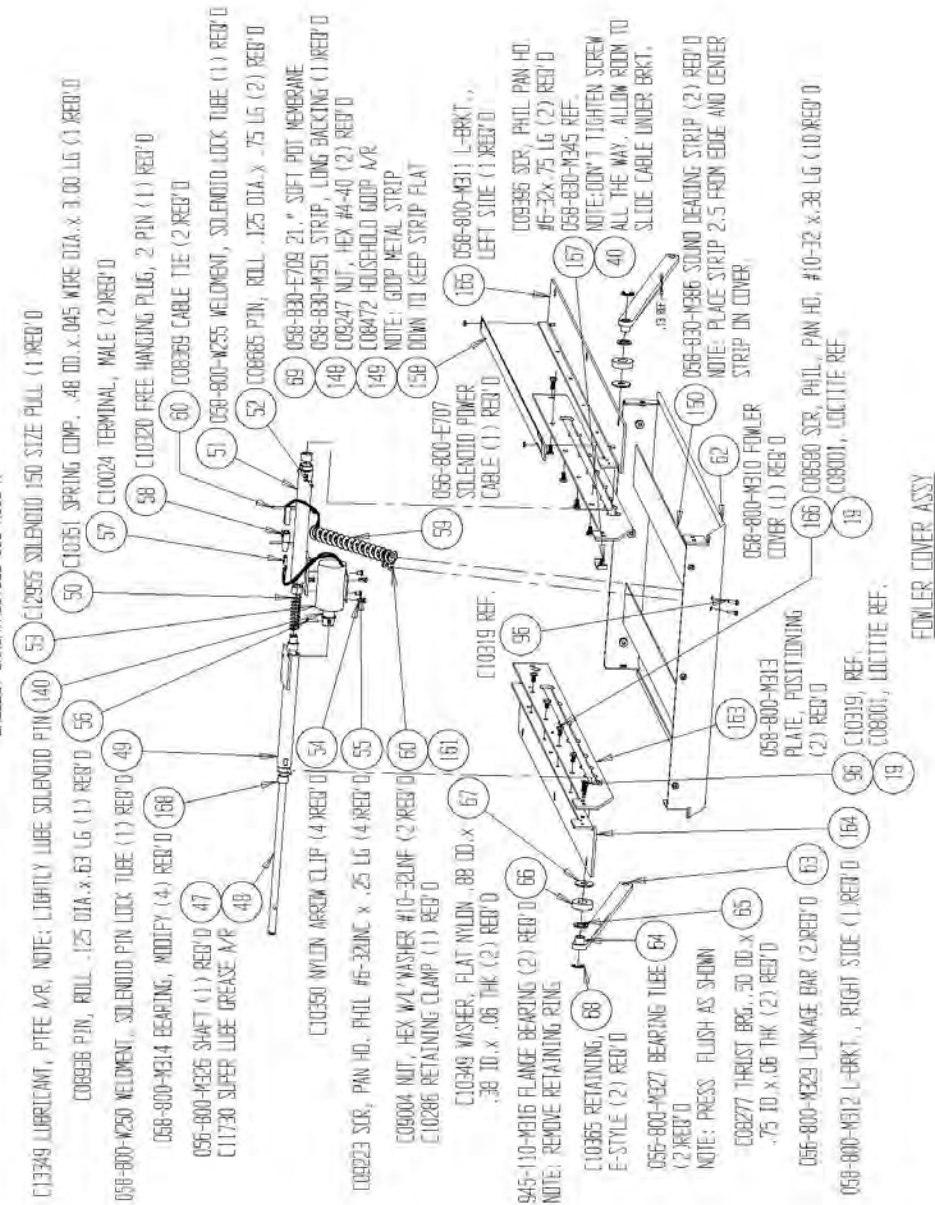 C13349 LUBRICANT, PTFE A/R, NOTE: LIGHTLY LUBE SOLENOID PIN
140
53
C12955 SOLENOID 150 SIZE PULL (1)REQ'D
C08838 PIN, ROLL .125 DIA.x.63 LG (1) REQ'D
56
50
C10351 SPRING COMP. .48 OD.x.045 WIRE DIA.x 3.00 LG (1)REQ'D
058-800-W250 WELDMENT, SOLENOID PIN LOCK TUBE (1) REQ'D
49
57
C10024 TERMINAL, MALE (2)REQ'D
058-800-M314 BEARING, MODIFY (4) REQ'D
168
58
C10320 FREE HANGING PLUG, 2 PIN (1) REQ'D
056-800-M326 SHAFT (1) REQ'D
47
C11730 SUPER LUBE GREASE A/R
48
60
C08369 CABLE TIE (2)REQ'D
51
058-800-W255 WELDMENT, SOLENOID LOCK TUBE (1) REQ'D
52
C08685 PIN, ROLL .125 DIA x .75 LG (2) REQ'D
C10350 NYLON ARROW CLIP (4)REQ'D
54
C09223 SCR, PAN HD. PHIL #6-32UNC x .25 LG (4)REQ'D
55
C09004 NUT, HEX W/L'WASHER #10-32UNF (2)REQ'D
60
C10286 RETAINING CLAMP (1) REQ'D
161
59
056-800-E707
SOLENOID POWER
CABLE (1) REQ'D
69
058-830-E709 21." SOFT POT MEMBRANE
148
058-830-M351 STRIP, LONG BACKING (1)REQ'D
149
C09247 NUT, HEX #4-40 (2) REQ'D
158
C08472 HOUSEHOLD GOOP A/R
NOTE: GOOP METAL STRIP
DOWN TO KEEP STRIP FLAT
C10349 WASHER, FLAT NYLON .88 OD.x
.38 ID.x .06 THK (2) REQ'D
67
945-110-M316 FLANGE BEARING (2) REQ'D
NOTE: REMOVE RETAINING RING
66
C10365 RETAINING,
E-STYLE (2) REQ'D
68
056-800-M327 BEARING TUBE
(2)REQ'D
NOTE: PRESS FLUSH AS SHOWN
64
C08277 THRUST BRG..50 OD.x
.75 ID x.06 THK (2) REQ'D
65
056-800-M329 LINKAGE BAR (2)REQ'D
63
058-800-M312 L-BRKT., RIGHT SIDE (1)REQ'D
164
C10319 REF.
96
165
058-800-M311 L-BRKT.,
LEFT SIDE (1)REQ'D
167
40
C09396 SCR, PHIL PAN HD.
#6-32x.75 LG (2) REQ'D
058-830-M345 REF.
NOTE:DON'T TIGHTEN SCREW
ALL THE WAY. ALLOW ROOM TO
SLIDE CABLE UNDER BRKT.
.13 REF
163
058-800-M313
PLATE, POSITIONING
(2) REQ'D
150
058-830-M386 SOUND DEADING STRIP (2) REQ'D
NOTE: PLACE STRIP 2.5 FROM EDGE AND CENTER
STRIP ON COVER.
62
058-800-M310 FOWLER
COVER (1) REQ'D
166
C08580 SCR, PHIL. PAN HD, #10-32 x.38 LG (10)REQ'D
19
C08001, LOCTITE REF.
96
C10319, REF.
19
C08001, LOCTITE REF.
FOWLER COVER ASSY